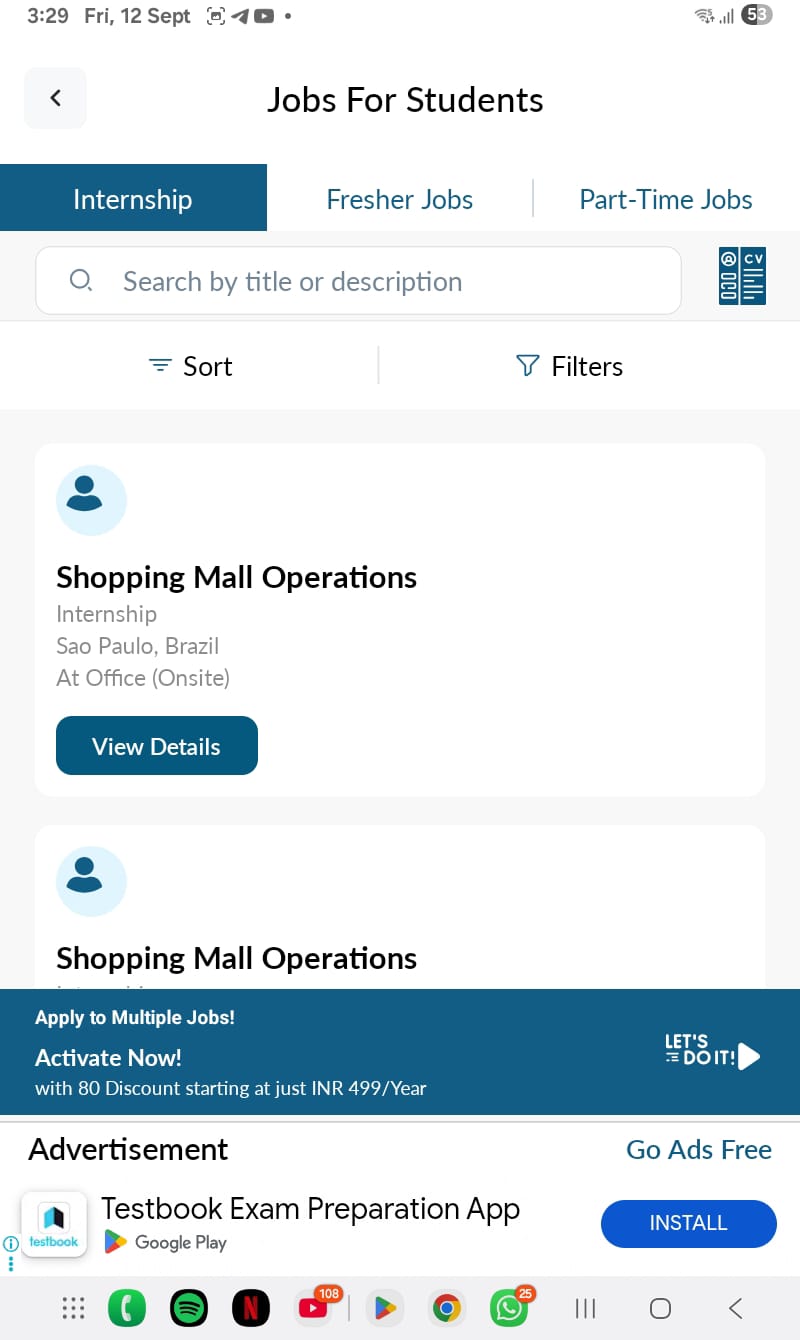 3:29 Fri, 12 Sept 53
Jobs For Students
Internship Fresher Jobs Part-Time Jobs
Search by title or description
CV
Sort Filters
Shopping Mall Operations
Internship
Sao Paulo, Brazil
At Office (Onsite)
View Details
Shopping Mall Operations
Apply to Multiple Jobs!
Activate Now!
with 80 Discount starting at just INR 499/Year
LET'S
DO IT!
Advertisement Go Ads Free
Testbook Exam Preparation App
Google Play
INSTALL
testbook
108
25